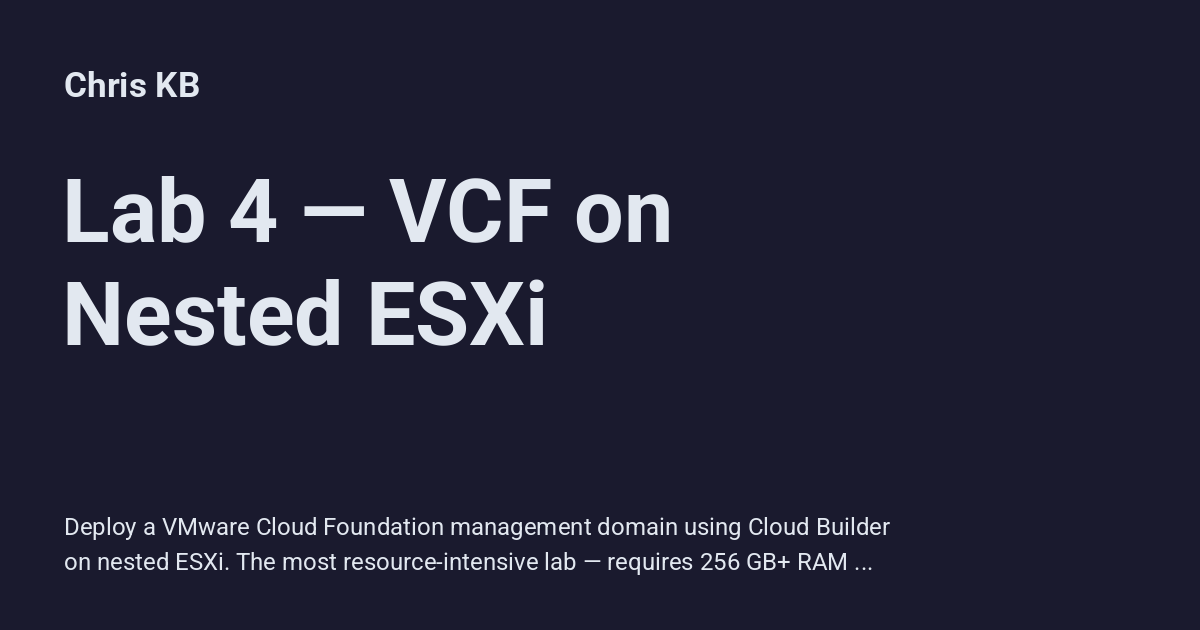 Chris KB
Lab 4 — VCF on
Nested ESXi
Deploy a VMware Cloud Foundation management domain using Cloud Builder
on nested ESXi. The most resource-intensive lab — requires 256 GB+ RAM ...